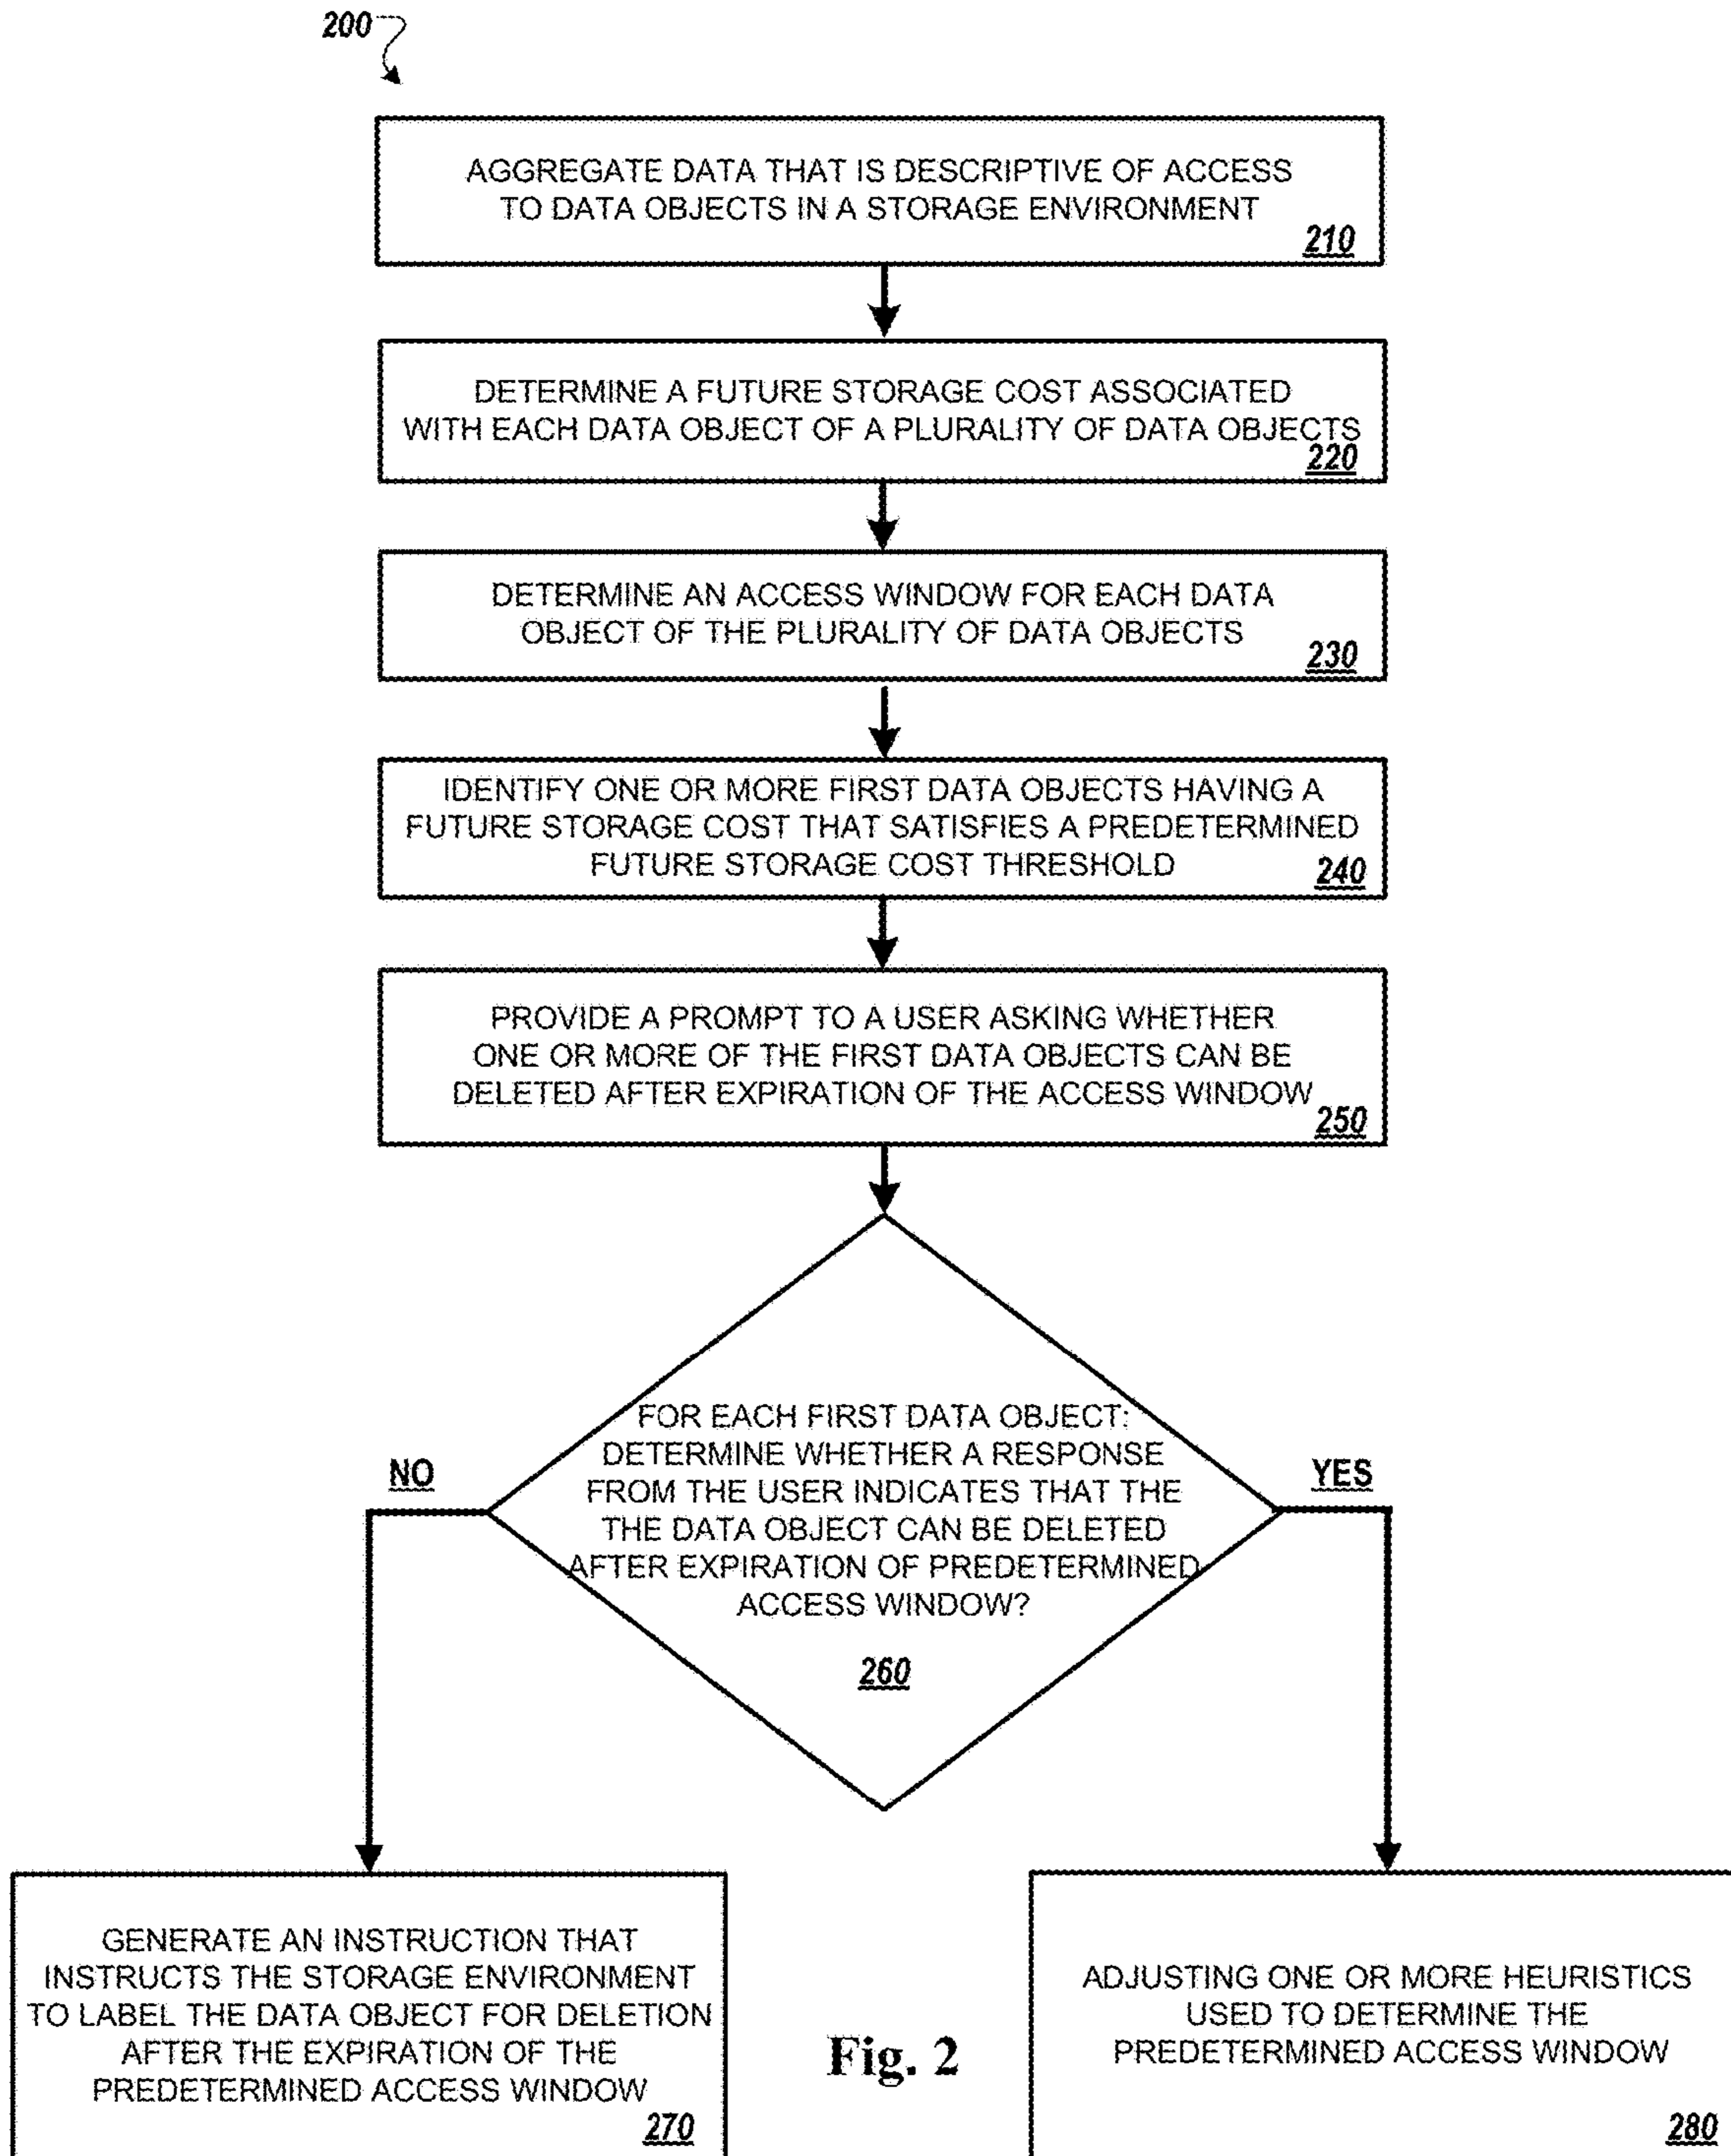 200
AGGREGATE DATA THAT IS DESCRIPTIVE OF ACCESS
TO DATA OBJECTS IN A STORAGE ENVIRONMENT
210
DETERMINE A FUTURE STORAGE COST ASSOCIATED
WITH EACH DATA OBJECT OF A PLURALITY OF DATA OBJECTS
220
DETERMINE AN ACCESS WINDOW FOR EACH DATA
OBJECT OF THE PLURALITY OF DATA OBJECTS
230
IDENTIFY ONE OR MORE FIRST DATA OBJECTS HAVING A
FUTURE STORAGE COST THAT SATISFIES A PREDETERMINED
FUTURE STORAGE COST THRESHOLD
240
PROVIDE A PROMPT TO A USER ASKING WHETHER
ONE OR MORE OF THE FIRST DATA OBJECTS CAN BE
DELETED AFTER EXPIRATION OF THE ACCESS WINDOW
250
FOR EACH FIRST DATA OBJECT:
DETERMINE WHETHER A RESPONSE
FROM THE USER INDICATES THAT THE
THE DATA OBJECT CAN BE DELETED
AFTER EXPIRATION OF PREDETERMINED
ACCESS WINDOW?
260
NO
YES
GENERATE AN INSTRUCTION THAT
INSTRUCTS THE STORAGE ENVIRONMENT
TO LABEL THE DATA OBJECT FOR DELETION
AFTER THE EXPIRATION OF THE
PREDETERMINED ACCESS WINDOW
270
ADJUSTING ONE OR MORE HEURISTICS
USED TO DETERMINE THE
PREDETERMINED ACCESS WINDOW
280
Fig. 2